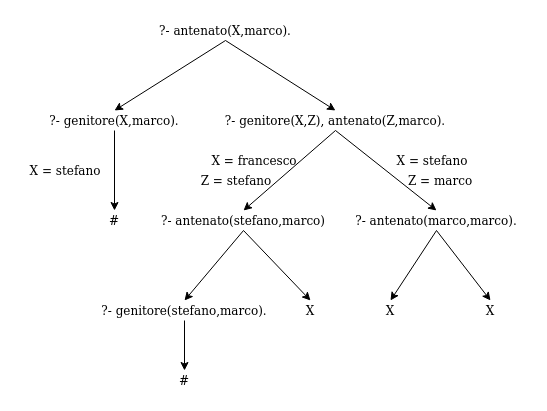 ?- antenato(X,marco).
?- genitore(X,marco).
?- genitore(X,Z), antenato(Z,marco).
X = francesco
X = stefano
X = stefano
Z = stefano
Z = marco
#
?- antenato(stefano,marco)
?- antenato(marco,marco).
?- genitore(stefano,marco).
X
X
X
#